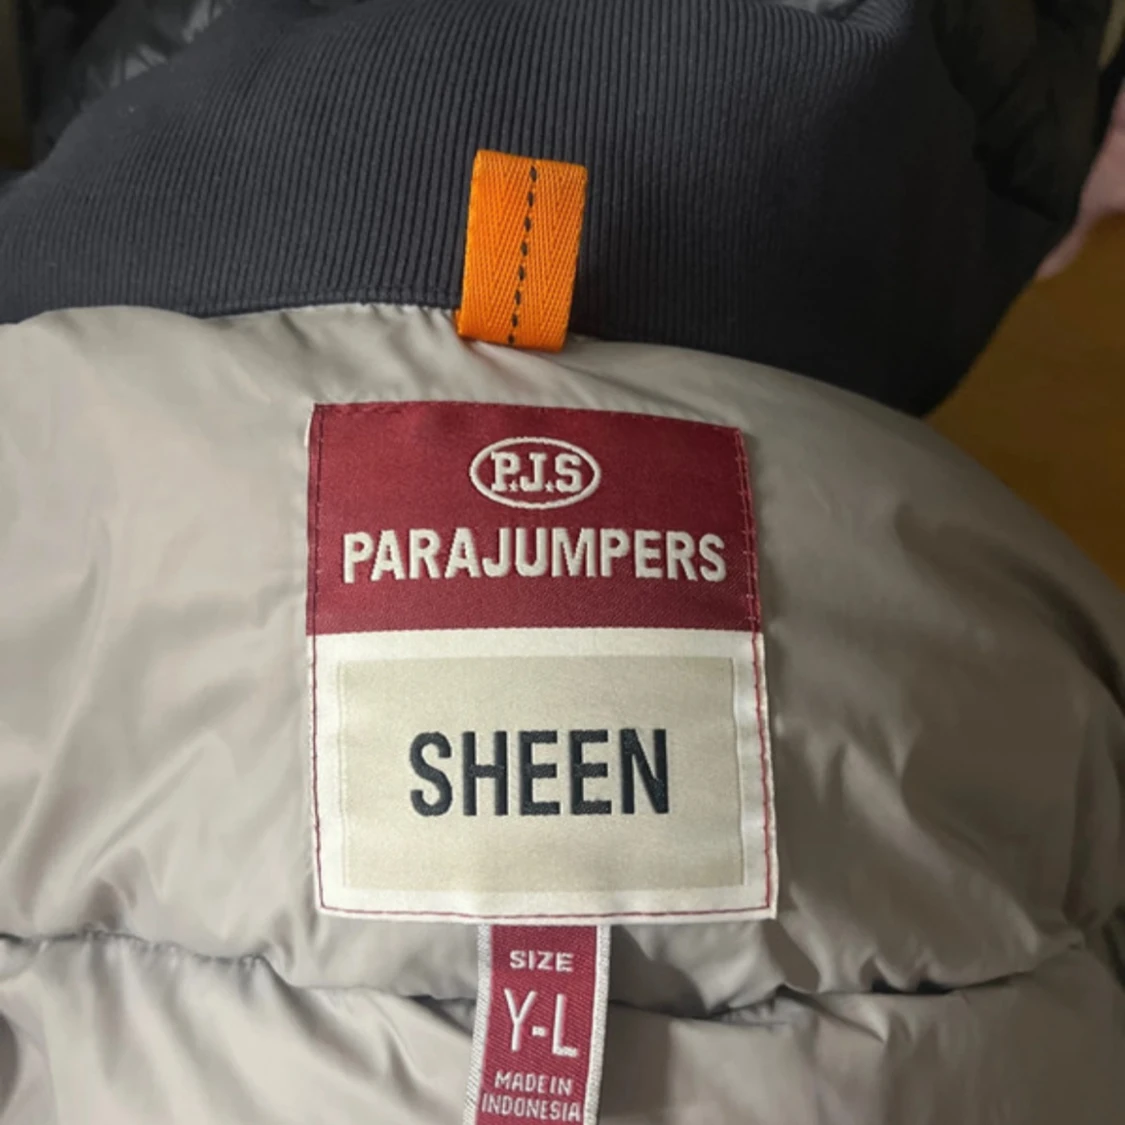 P.J.S
PARAJUMPERS
SHEEN
SIZE
Y-L
MADE IN
INDONESIA